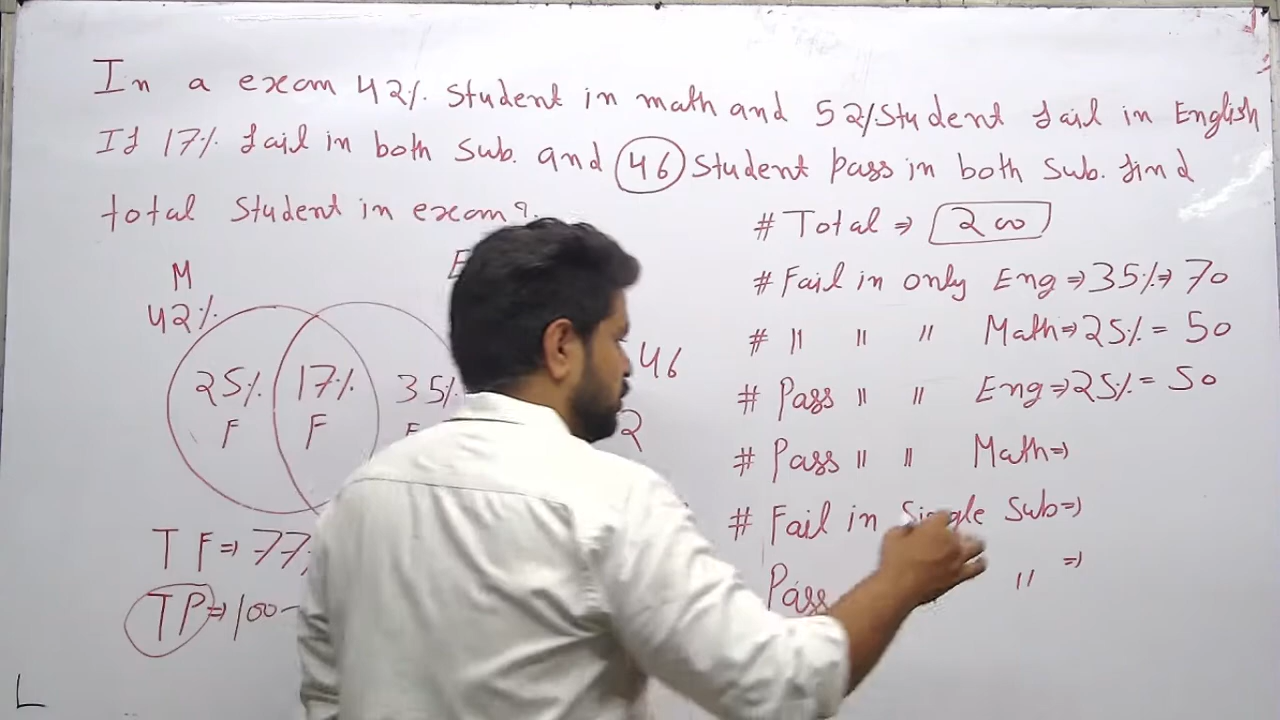 In a exam 42% Student in math and 52% Student fail in English
If 17% fail in both Sub. and 46 Student pass in both Sub. find
total Student in exam?
M
42%
25% 17% 35%
F F F
E
46
2
T F ⇒ 77
TP ⇒ 100-
# Total ⇒ 200
# Fail in only Eng ⇒ 35% ⇒ 70
# 〃 〃 〃 Math ⇒ 25% = 50
# Pass 〃 〃 Eng ⇒ 25% = 50
# Pass 〃 〃 Math ⇒
# Fail in Single Sub ⇒
Pass 〃 ⇒